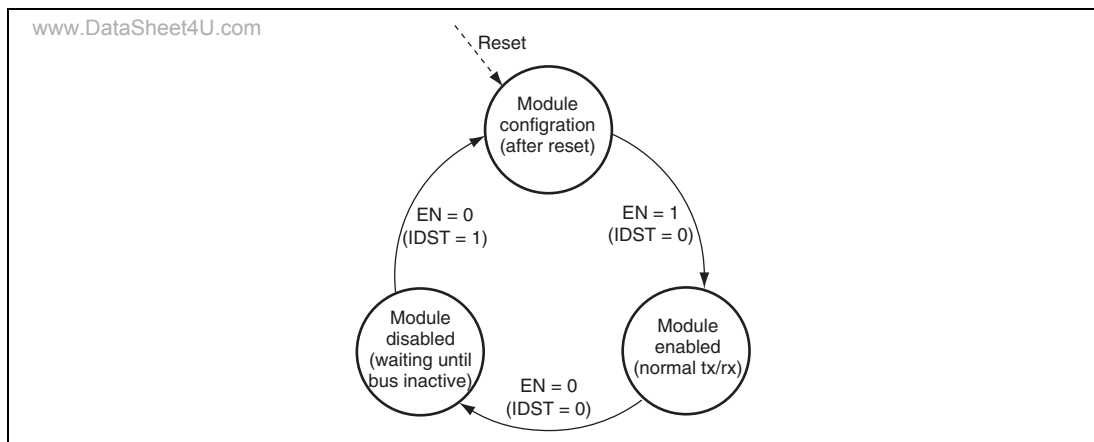 www.DataSheet4U.com
Reset
Module
configration
(after reset)
EN = 0
(IDST = 1)
EN = 1
(IDST = 0)
Module
disabled
(waiting until
bus inactive)
Module
enabled
(normal tx/rx)
EN = 0
(IDST = 0)